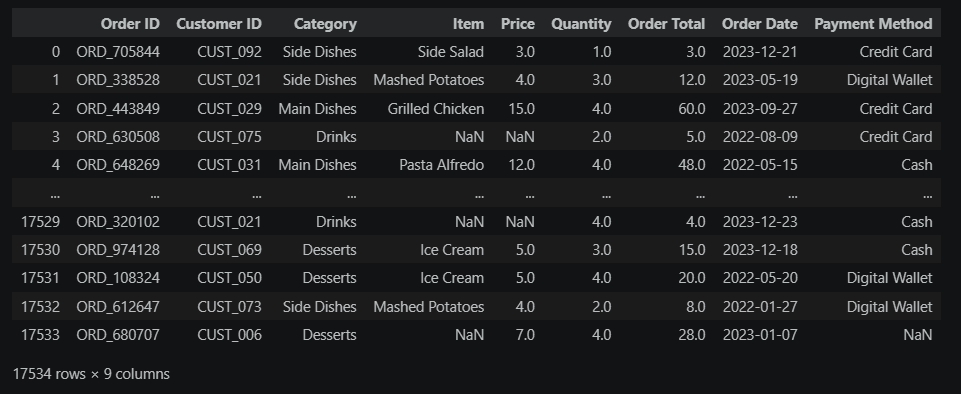 Order ID Customer ID Category Item Price Quantity Order Total Order Date Payment Method
0 ORD_705844 CUST_092 Side Dishes Side Salad 3.0 1.0 3.0 2023-12-21 Credit Card
1 ORD_338528 CUST_021 Side Dishes Mashed Potatoes 4.0 3.0 12.0 2023-05-19 Digital Wallet
2 ORD_443849 CUST_029 Main Dishes Grilled Chicken 15.0 4.0 60.0 2023-09-27 Credit Card
3 ORD_630508 CUST_075 Drinks NaN NaN 2.0 5.0 2022-08-09 Credit Card
4 ORD_648269 CUST_031 Main Dishes Pasta Alfredo 12.0 4.0 48.0 2022-05-15 Cash
... ... ... ... ... ... ... ... ... ...
17529 ORD_320102 CUST_021 Drinks NaN NaN 4.0 4.0 2023-12-23 Cash
17530 ORD_974128 CUST_069 Desserts Ice Cream 5.0 3.0 15.0 2023-12-18 Cash
17531 ORD_108324 CUST_050 Desserts Ice Cream 5.0 4.0 20.0 2022-05-20 Digital Wallet
17532 ORD_612647 CUST_073 Side Dishes Mashed Potatoes 4.0 2.0 8.0 2022-01-27 Digital Wallet
17533 ORD_680707 CUST_006 Desserts NaN 7.0 4.0 28.0 2023-01-07 NaN
17534 rows × 9 columns